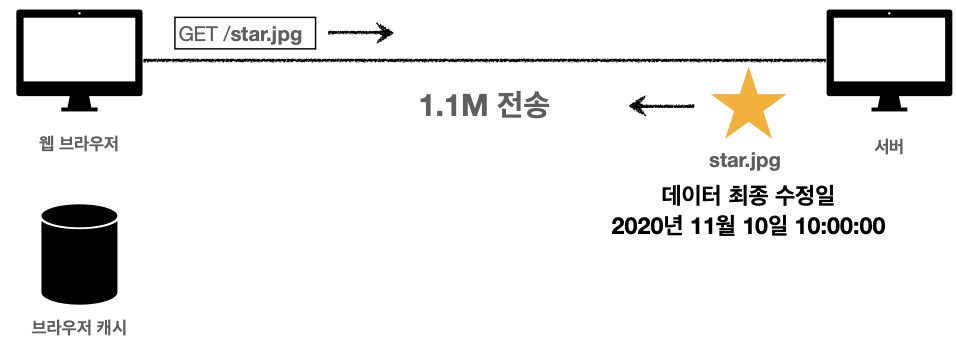 GET /star.jpg
1.1M 전송
웹 브라우저
서버
star.jpg
데이터 최종 수정일
2020년 11월 10일 10:00:00
브라우저 캐시